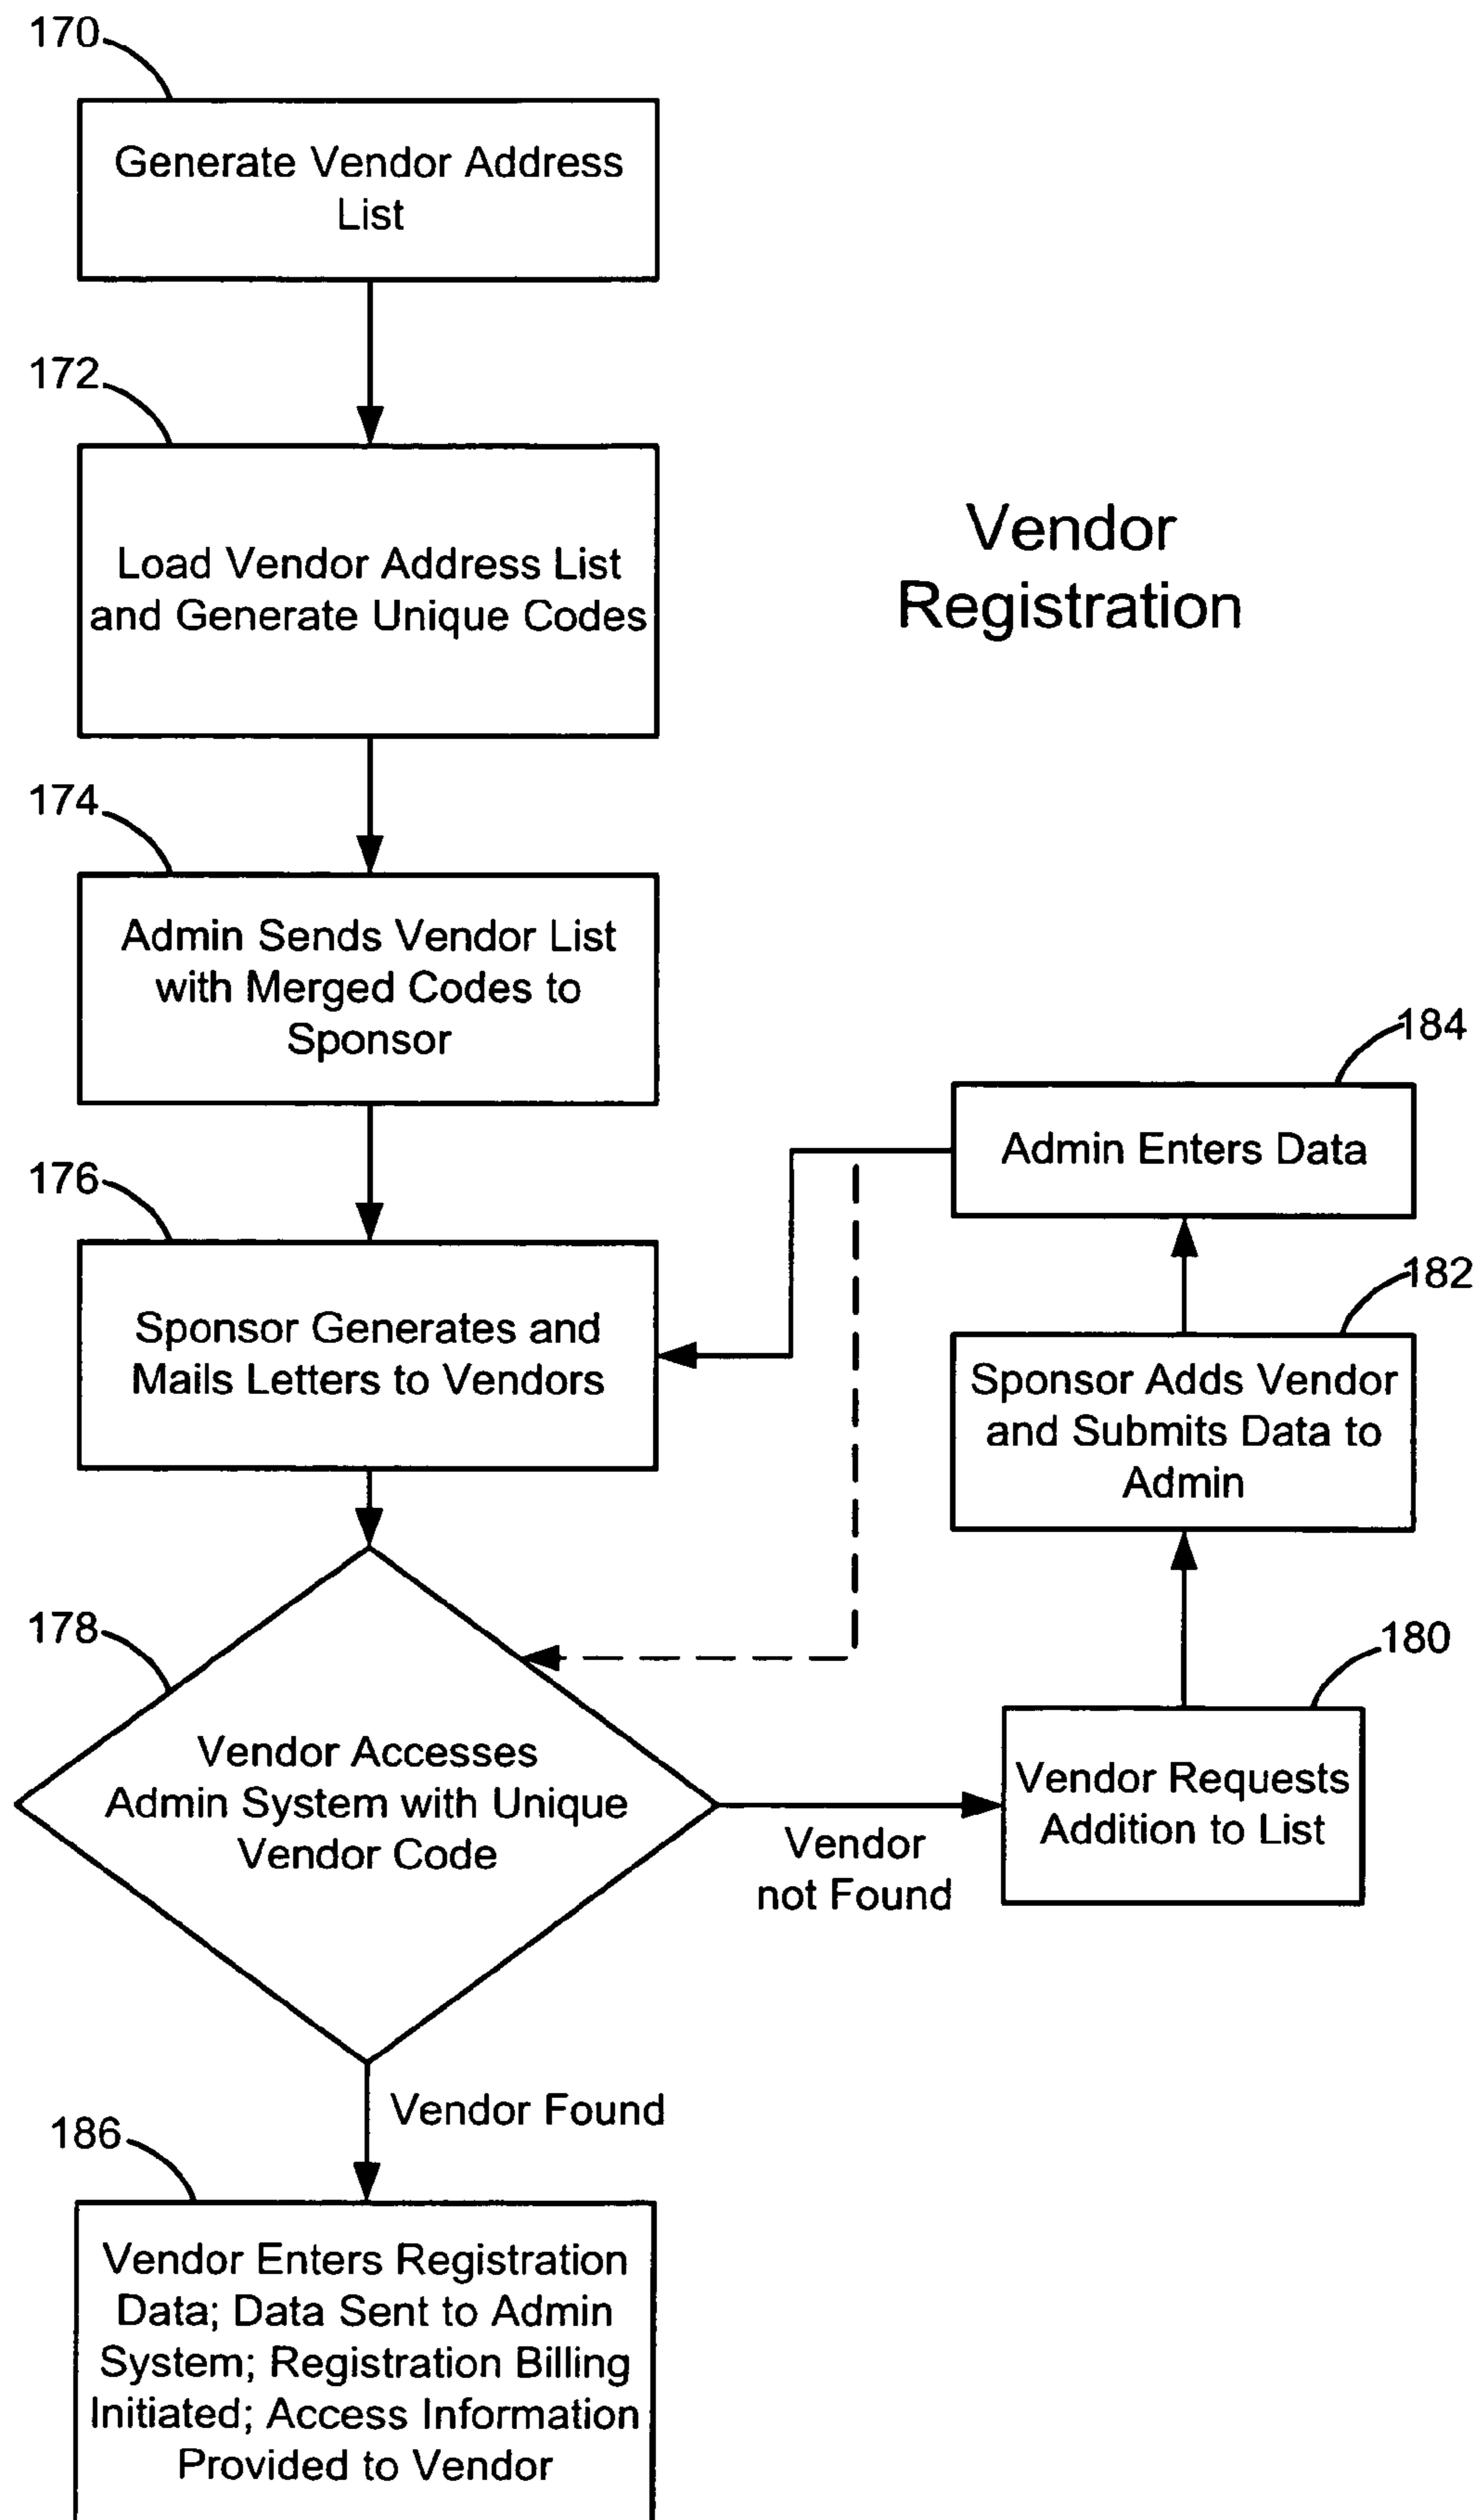 170
Generate Vendor Address
List
172
Load Vendor Address List
and Generate Unique Codes
Vendor
Registration
174
Admin Sends Vendor List
with Merged Codes to
Sponsor
184
Admin Enters Data
176
Sponsor Generates and
Mails Letters to Vendors
182
Sponsor Adds Vendor
and Submits Data to
Admin
178
Vendor Accesses
Admin System with Unique
Vendor Code
Vendor
not Found
180
Vendor Requests
Addition to List
Vendor Found
186
Vendor Enters Registration
Data; Data Sent to Admin
System; Registration Billing
Initiated; Access Information
Provided to Vendor